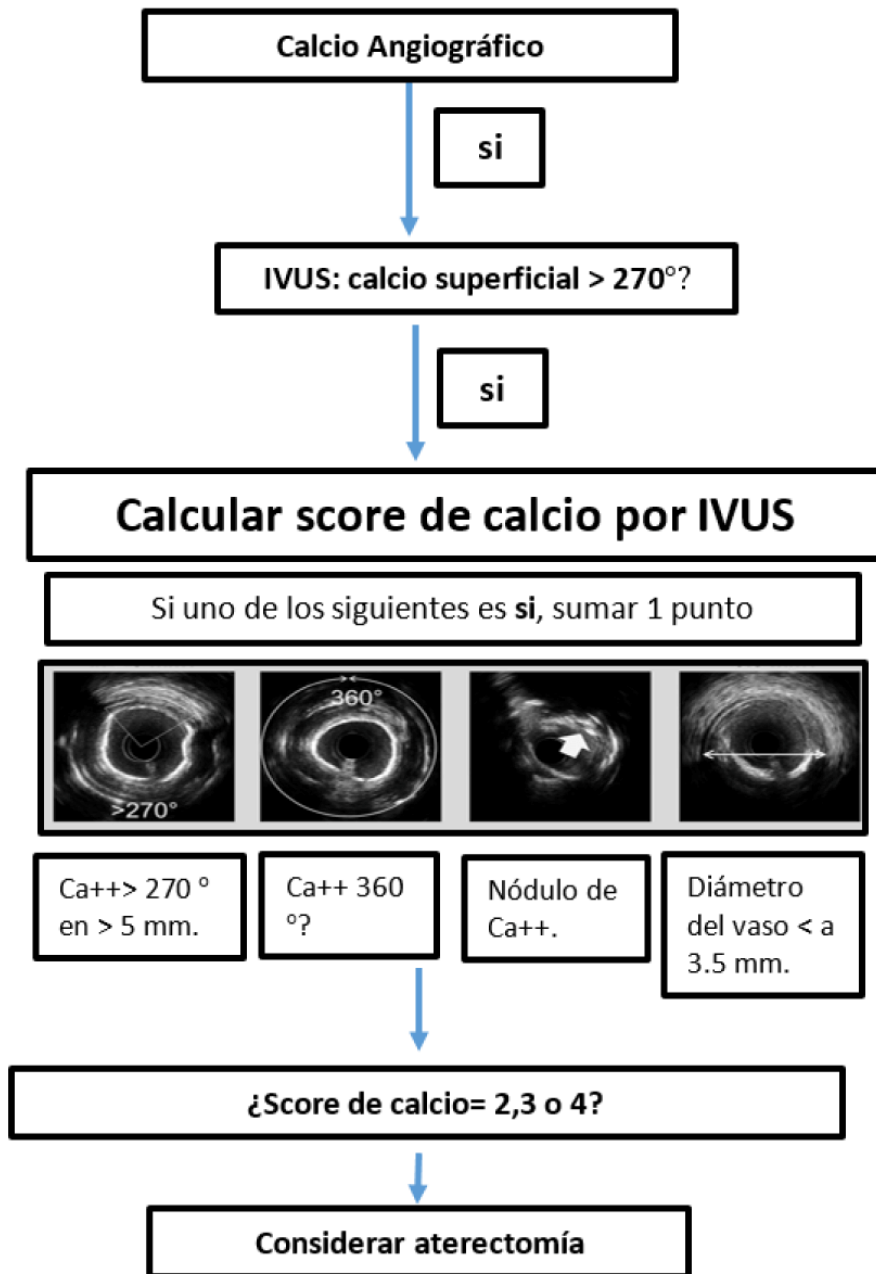 Calcio Angiográfico
si
IVUS: calcio superficial > 270°?
si
Calcular score de calcio por IVUS
Si uno de los siguientes es si, sumar 1 punto
>270°
360°
Ca++> 270 º
en > 5 mm.
Ca++ 360
º?
Nódulo de
Ca++.
Diámetro
del vaso < a
3.5 mm.
¿Score de calcio= 2,3 o 4?
Considerar aterectomía